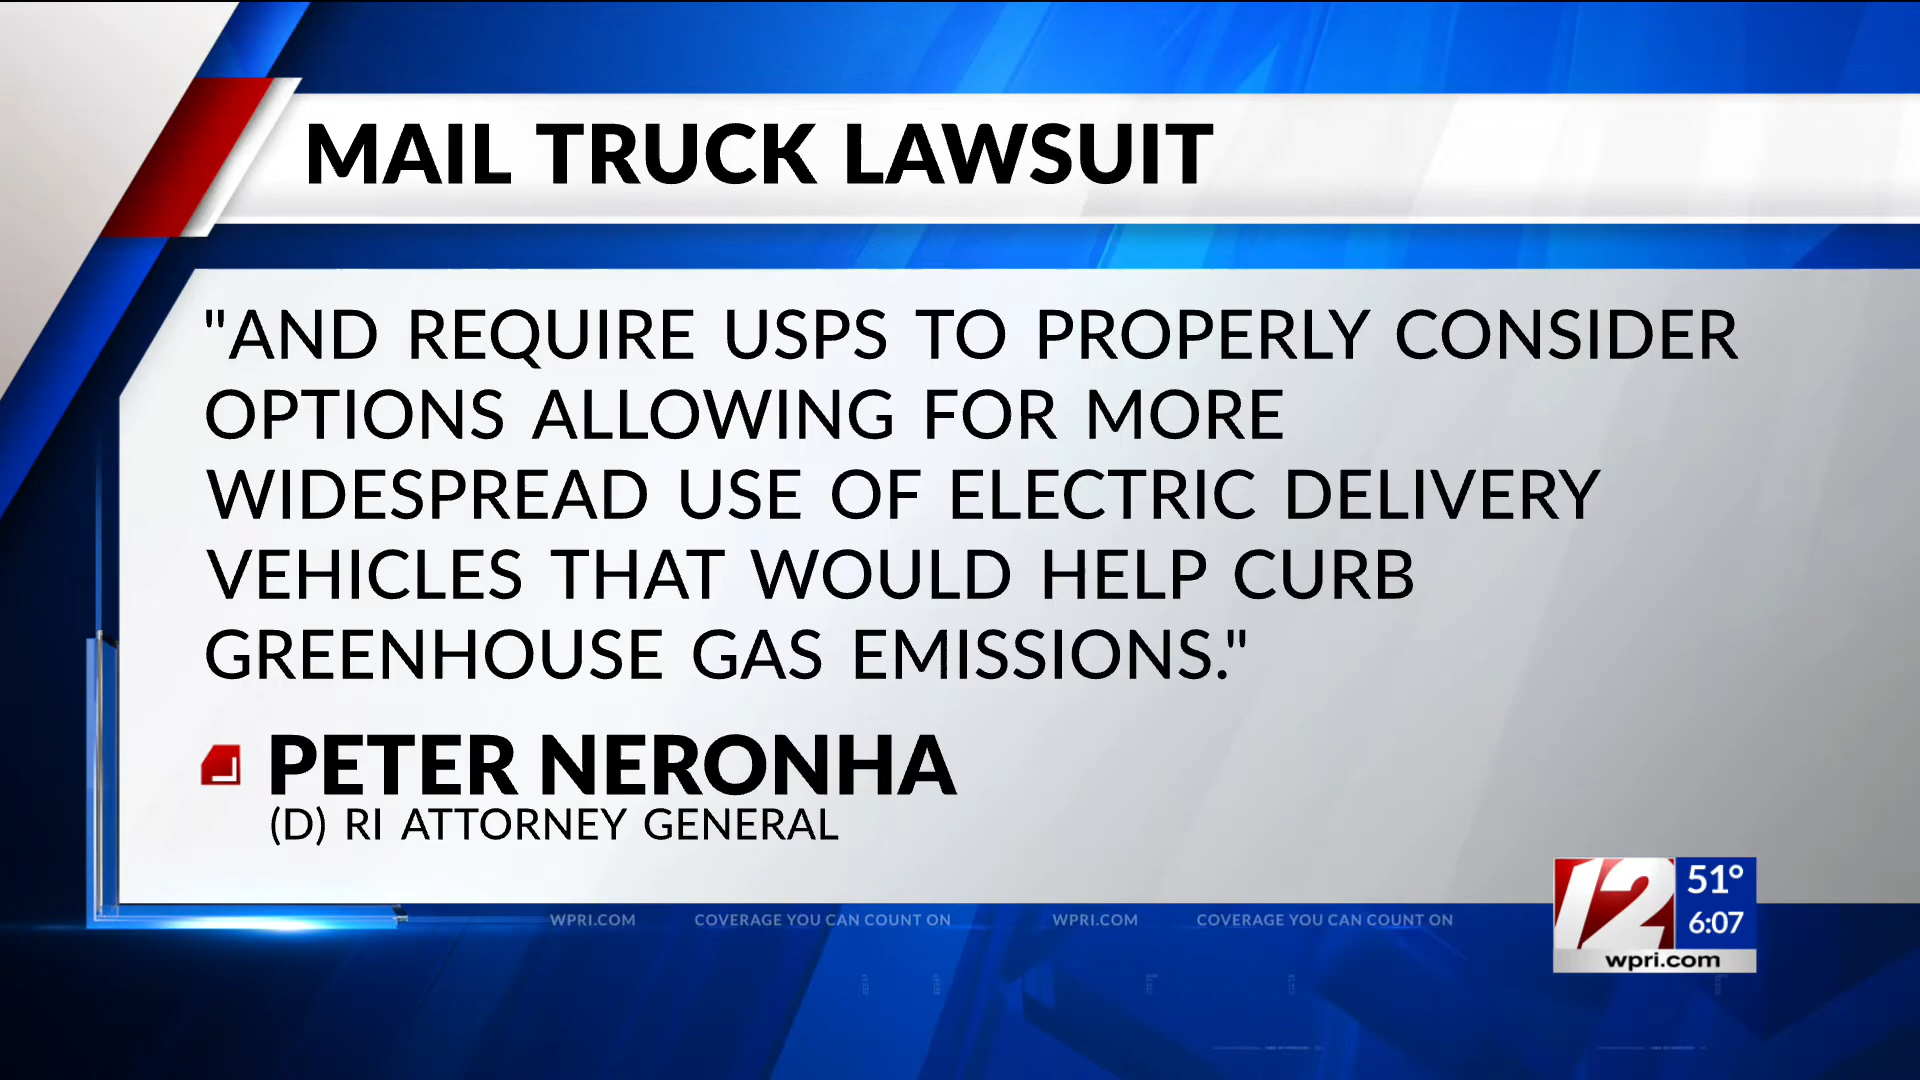 MAIL TRUCK LAWSUIT
"AND REQUIRE USPS TO PROPERLY CONSIDER
OPTIONS ALLOWING FOR MORE
WIDESPREAD USE OF ELECTRIC DELIVERY
VEHICLES THAT WOULD HELP CURB
GREENHOUSE GAS EMISSIONS."
PETER NERONHA
(D) RI ATTORNEY GENERAL
WPRI.COM COVERAGE YOU CAN COUNT ON WPRI.COM COVERAGE YOU CAN COUNT ON
12
51°
6:07
wpri.com